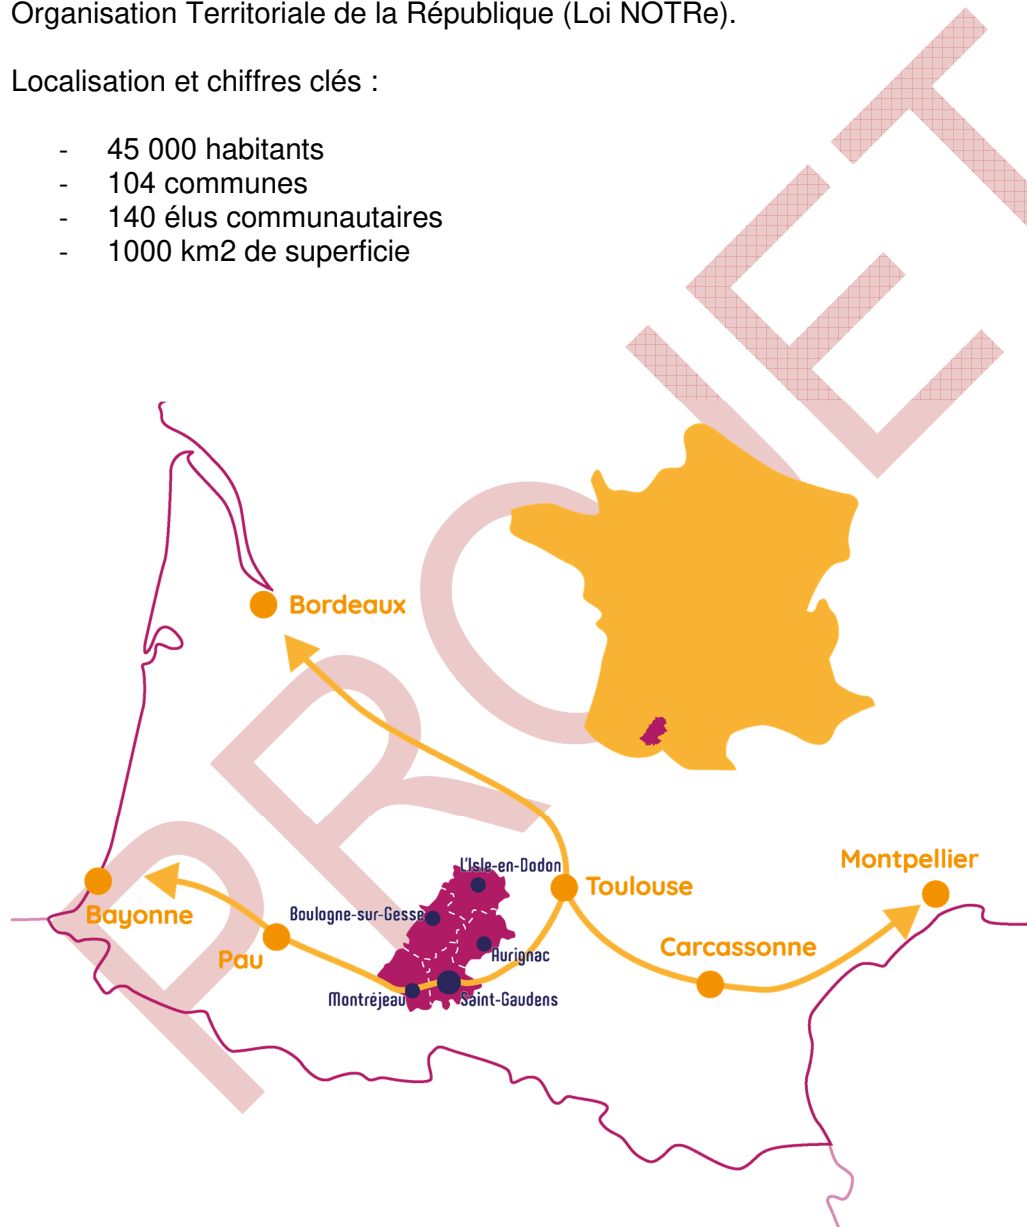 Organisation Territoriale de la République (Loi NOTRe).
Localisation et chiffres clés :
- 45 000 habitants
- 104 communes
- 140 élus communautaires
- 1000 km2 de superficie
PROJET
Bordeaux
Montpellier
L'Isle-en-Dodon
Toulouse
Bayonne
Boulogne-sur-Gesse
Carcassonne
Pau
Aurignac
Montréjeau
Saint-Gaudens